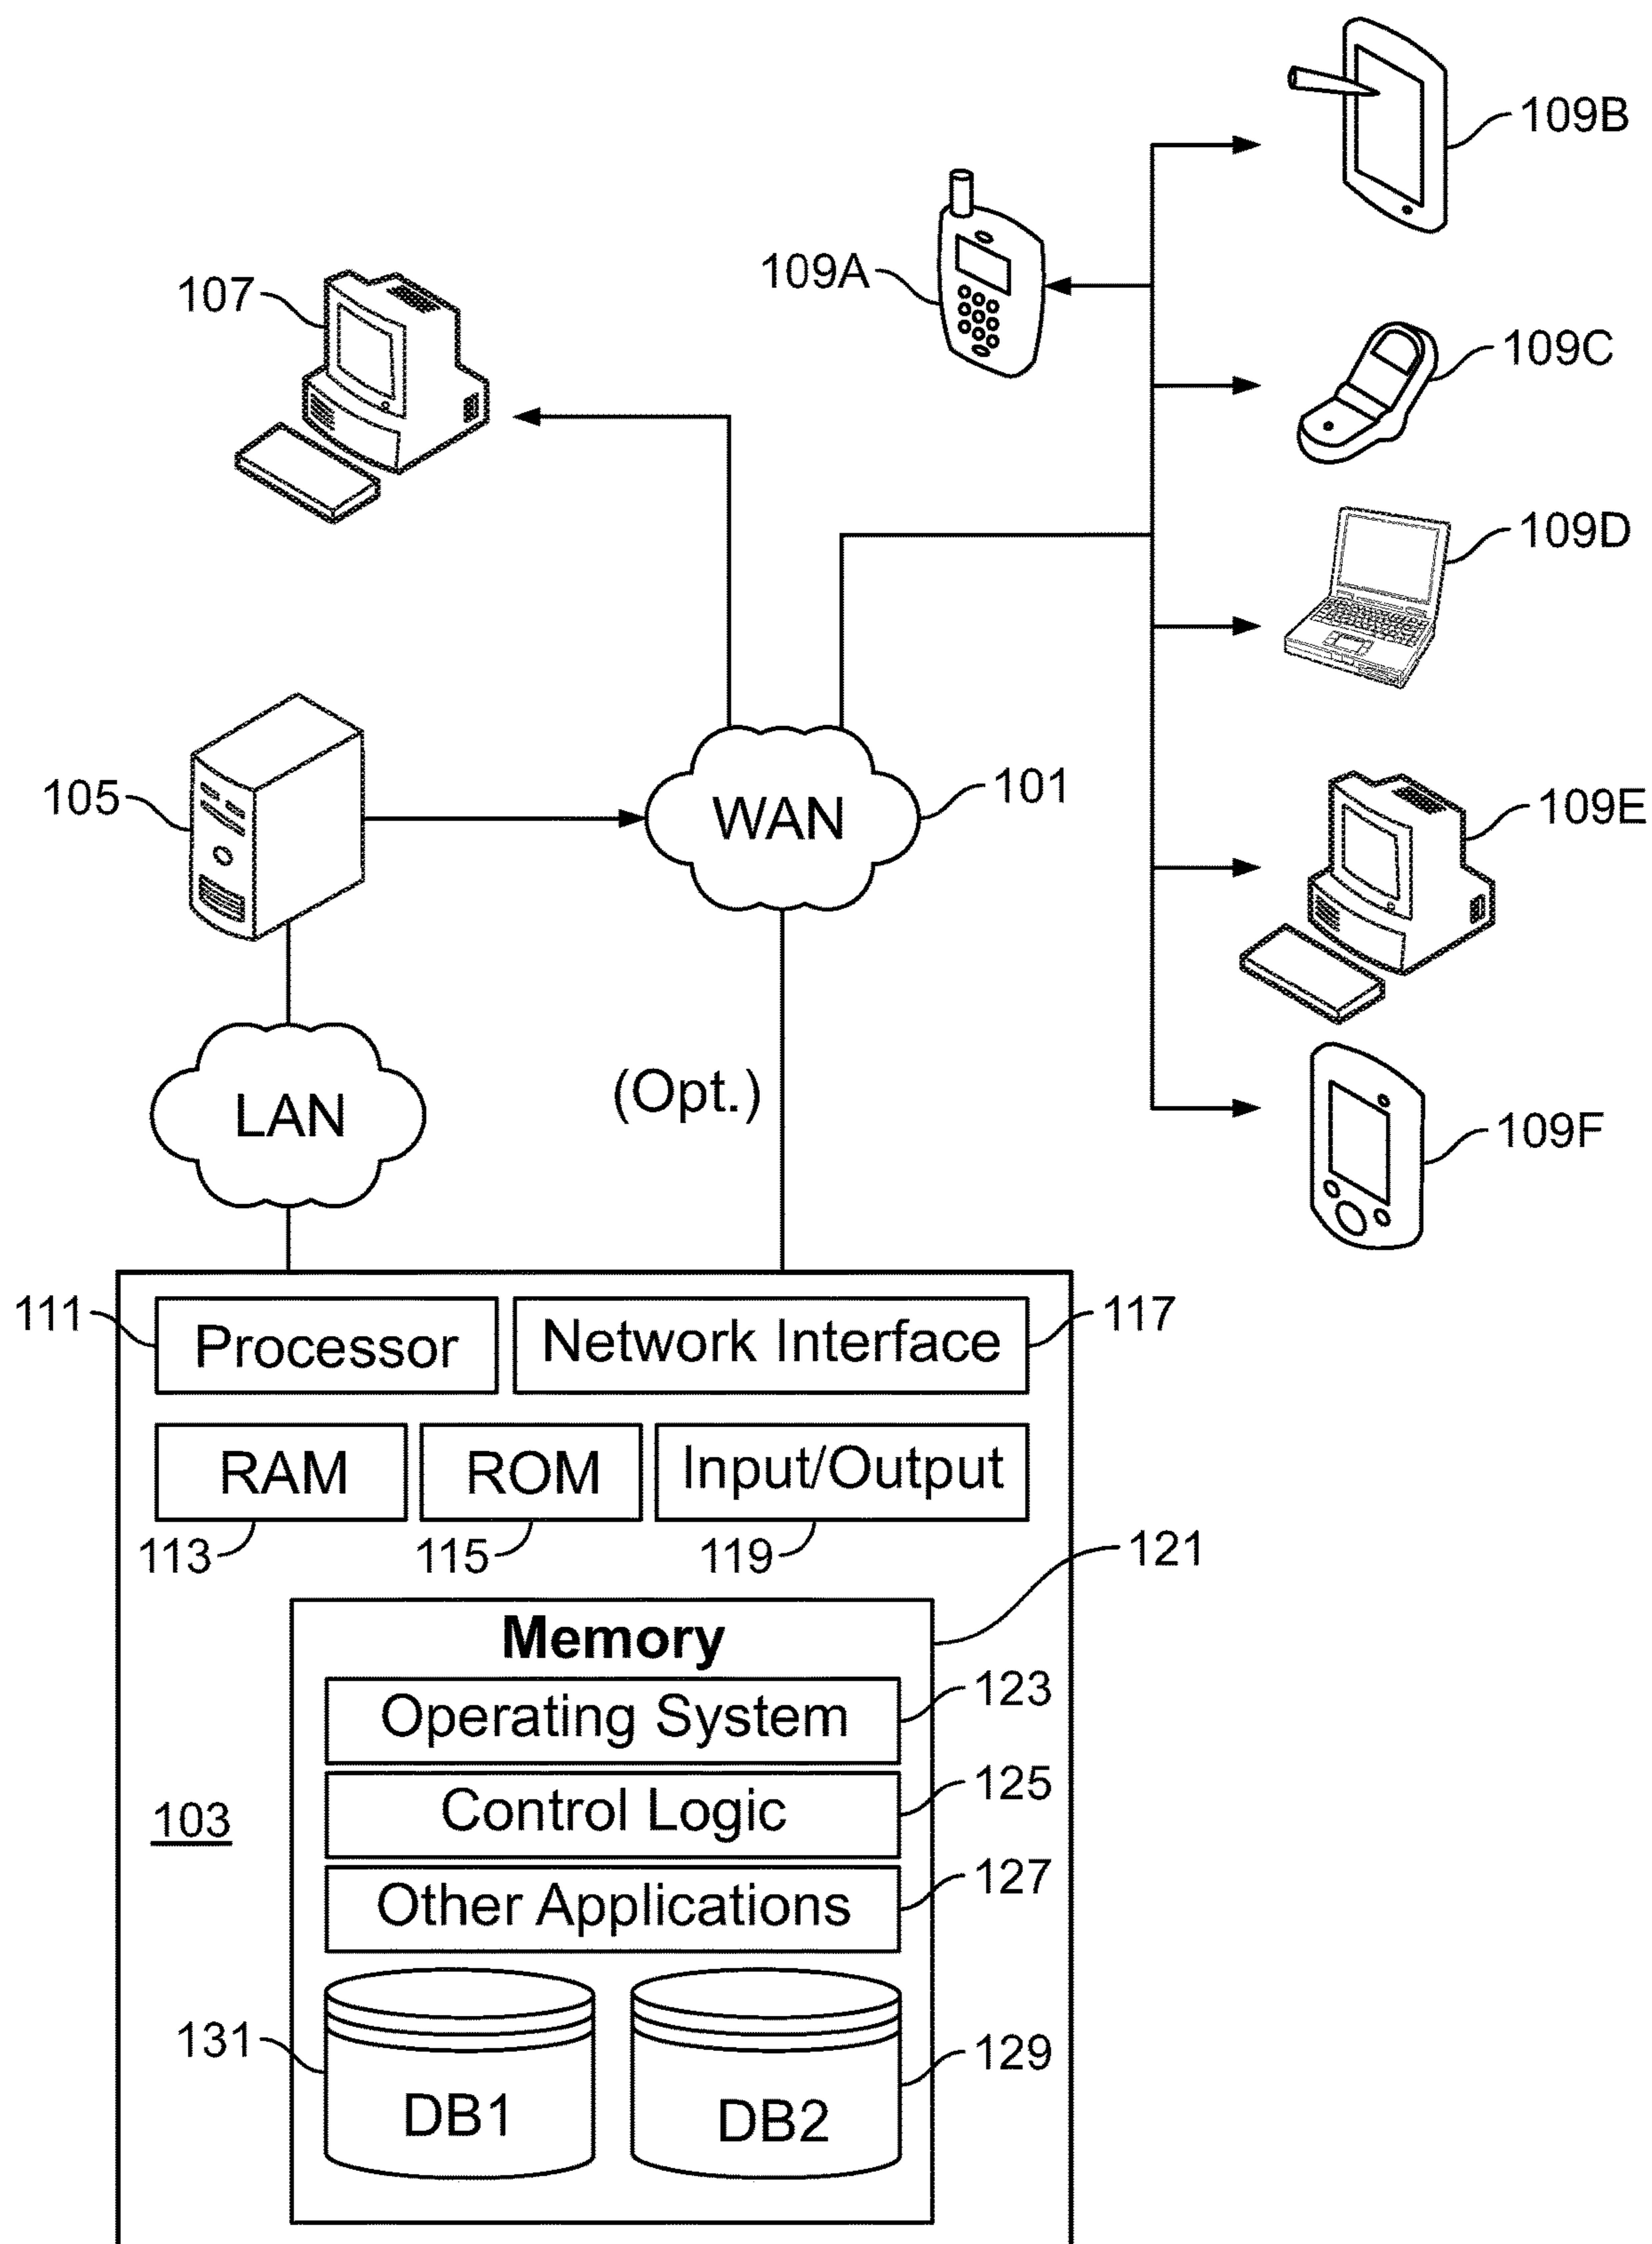 109B
109A
107
109C
109D
105
WAN
101
109E
LAN
(Opt.)
109F
111
Processor
Network Interface
117
RAM
ROM
Input/Output
113
115
119
121
Memory
Operating System
123
Control Logic
125
103
Other Applications
127
131
DB1
DB2
129